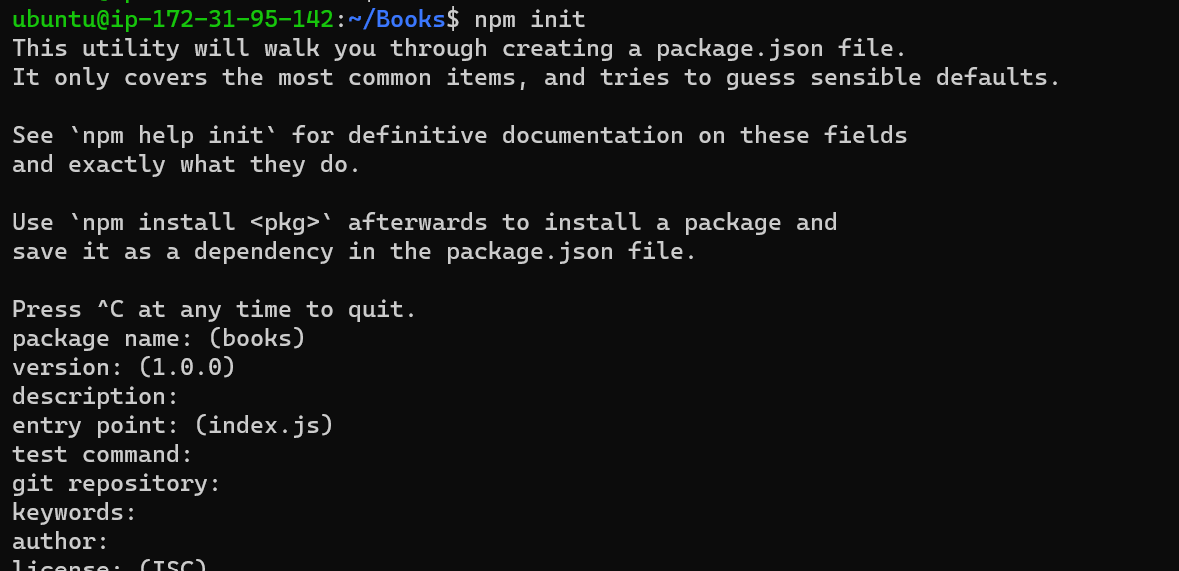 ubuntu@ip-172-31-95-142:~/Books$ npm init
This utility will walk you through creating a package.json file.
It only covers the most common items, and tries to guess sensible defaults.
See `npm help init` for definitive documentation on these fields
and exactly what they do.
Use `npm install <pkg>` afterwards to install a package and
save it as a dependency in the package.json file.
Press ^C at any time to quit.
package name: (books)
version: (1.0.0)
description:
entry point: (index.js)
test command:
git repository:
keywords:
author:
license: (ISC)